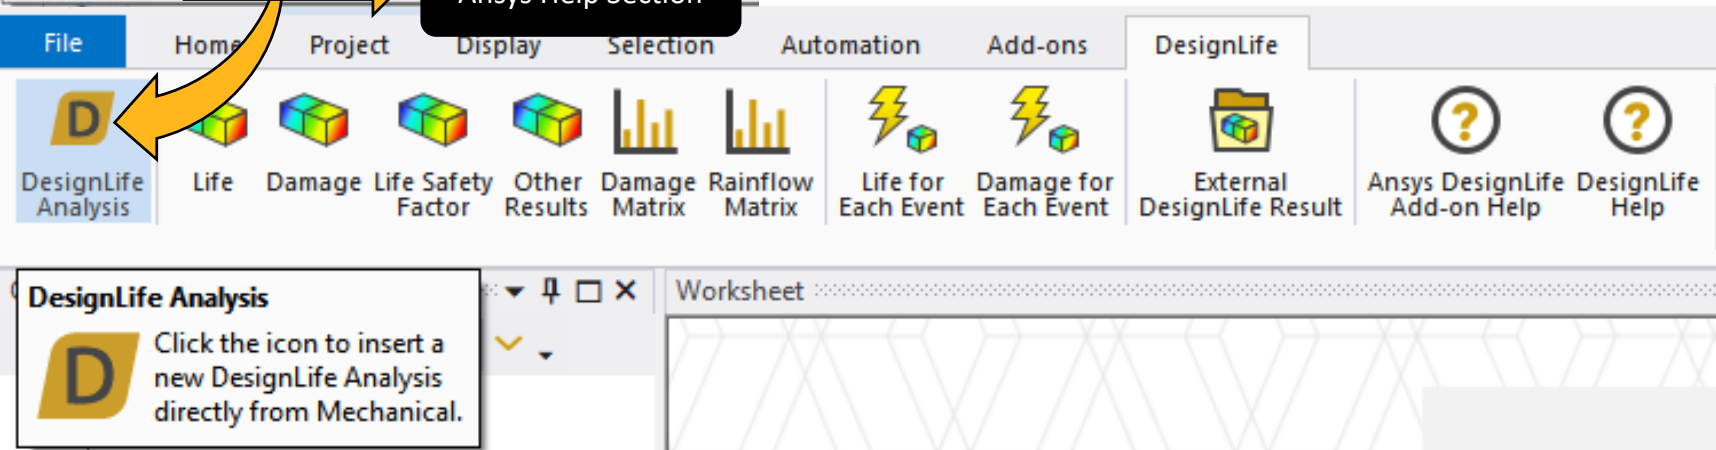 Ansys Help Section
File Home Project Display Selection Automation Add-ons DesignLife
DesignLife Analysis
Life
Damage
Life Safety Factor
Other Results
Damage Matrix
Rainflow Matrix
Life for Each Event
Damage for Each Event
External DesignLife Result
Ansys DesignLife Add-on Help
DesignLife Help
DesignLife Analysis
D
Click the icon to insert a
new DesignLife Analysis
directly from Mechanical.
Worksheet